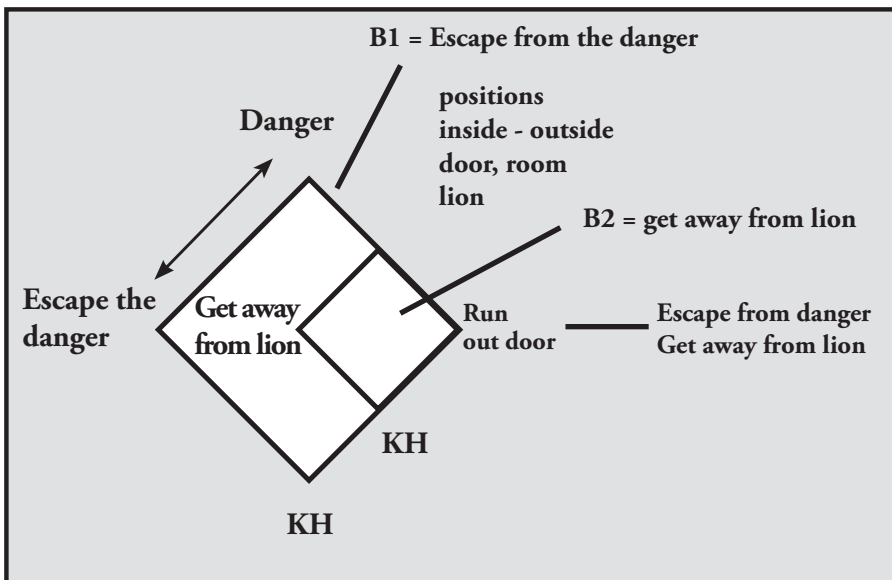 B1 = Escape from the danger
positions
inside - outside
door, room
lion
Danger
B2 = get away from lion
Escape the
danger
Get away
from lion
Run
out door
Escape from danger
Get away from lion
KH
KH